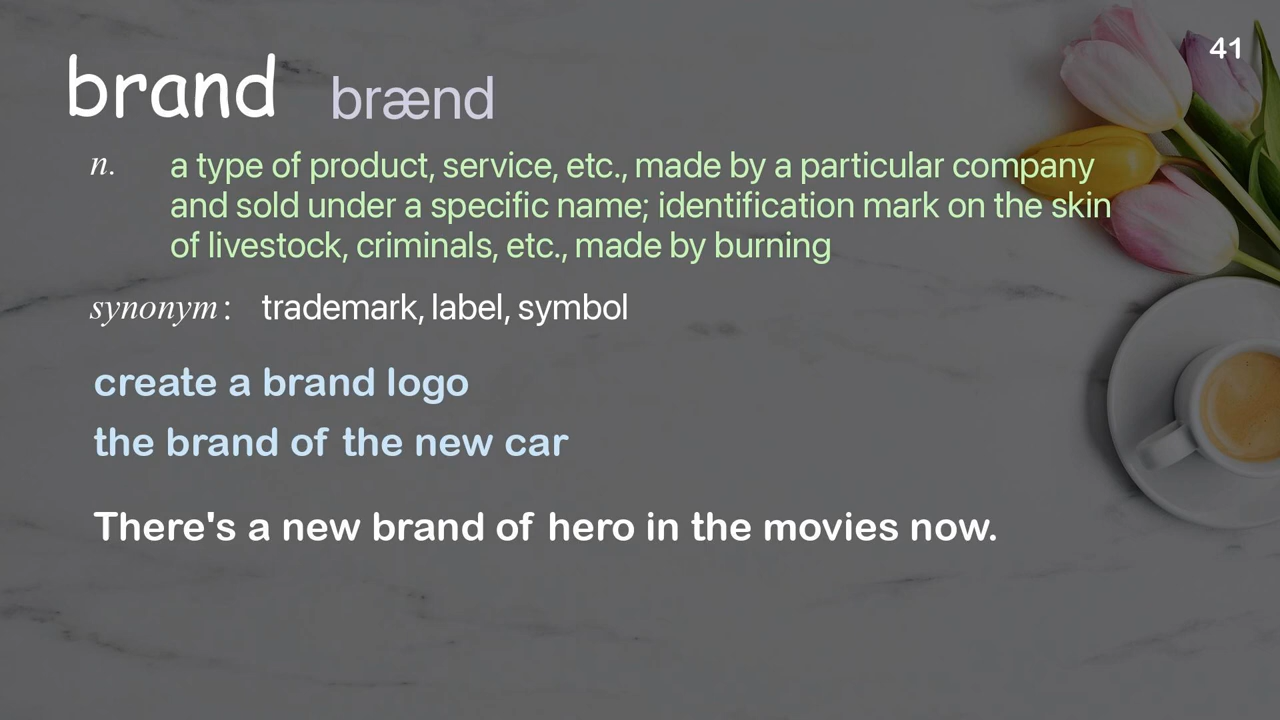 41
brand brænd
n. a type of product, service, etc., made by a particular company
and sold under a specific name; identification mark on the skin
of livestock, criminals, etc., made by burning
synonym: trademark, label, symbol
create a brand logo
the brand of the new car
There's a new brand of hero in the movies now.